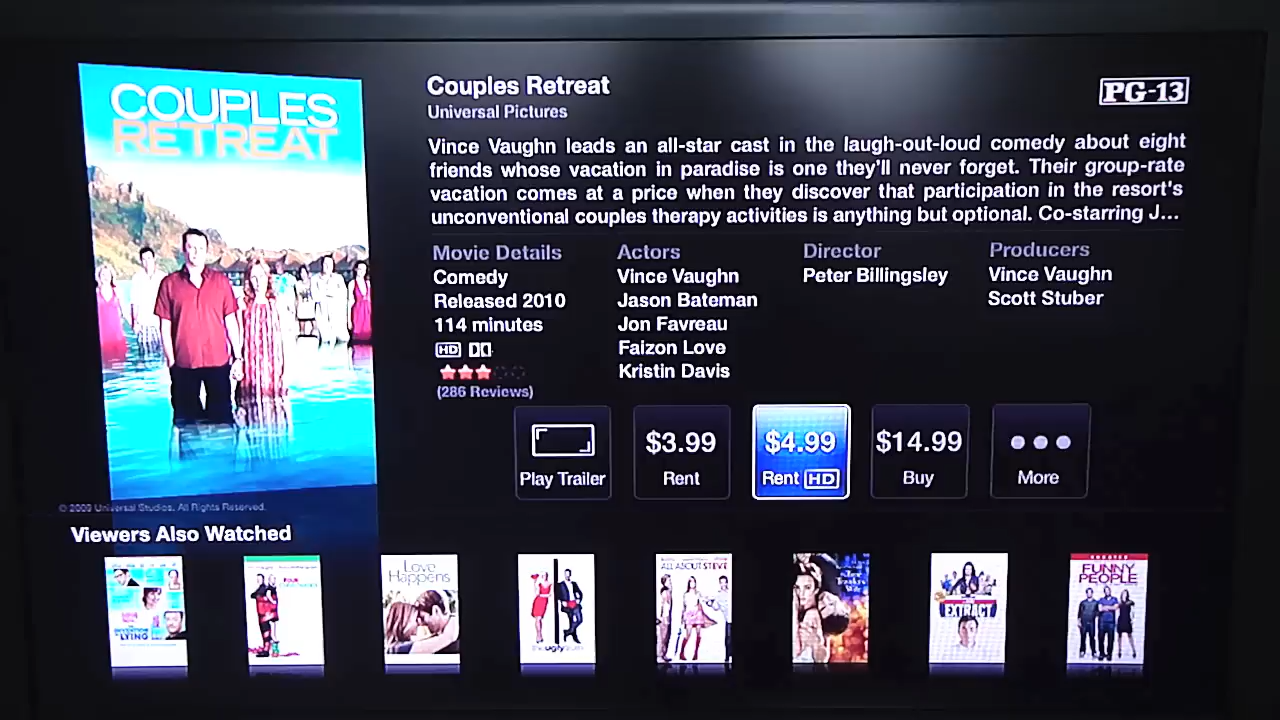 COUPLES
RETREAT
Couples Retreat
Universal Pictures
PG-13
Vince Vaughn leads an all-star cast in the laugh-out-loud comedy about eight
friends whose vacation in paradise is one they'll never forget. Their group-rate
vacation comes at a price when they discover that participation in the resort's
unconventional couples therapy activities is anything but optional. Co-starring J...
Movie Details
Comedy
Released 2010
114 minutes
HD
(286 Reviews)
Actors
Vince Vaughn
Jason Bateman
Jon Favreau
Faizon Love
Kristin Davis
Director
Peter Billingsley
Producers
Vince Vaughn
Scott Stuber
Play Trailer
$3.99
Rent
$4.99
Rent HD
$14.99
Buy
More
© 2009 Universal Studios. All Rights Reserved.
Viewers Also Watched
LYING
FOUR
Love
Happens
the ugly truth
ALL ABOUT STEVE
EXTRACT
UNRATED
FUNNY
PEOPLE